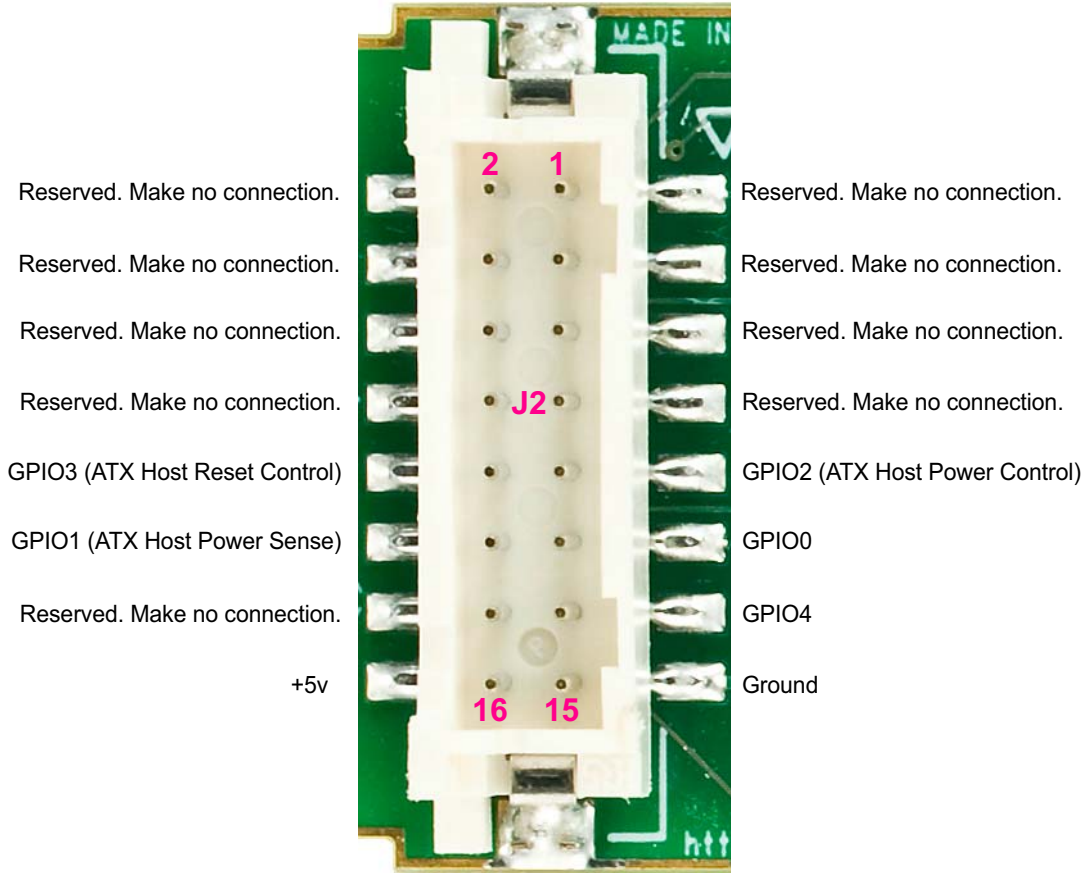 MADE IN
2 1
Reserved. Make no connection. Reserved. Make no connection.
Reserved. Make no connection. Reserved. Make no connection.
Reserved. Make no connection. Reserved. Make no connection.
Reserved. Make no connection. J2 Reserved. Make no connection.
GPIO3 (ATX Host Reset Control) GPIO2 (ATX Host Power Control)
GPIO1 (ATX Host Power Sense) GPIO0
Reserved. Make no connection. GPIO4
+5v Ground
16 15
htt